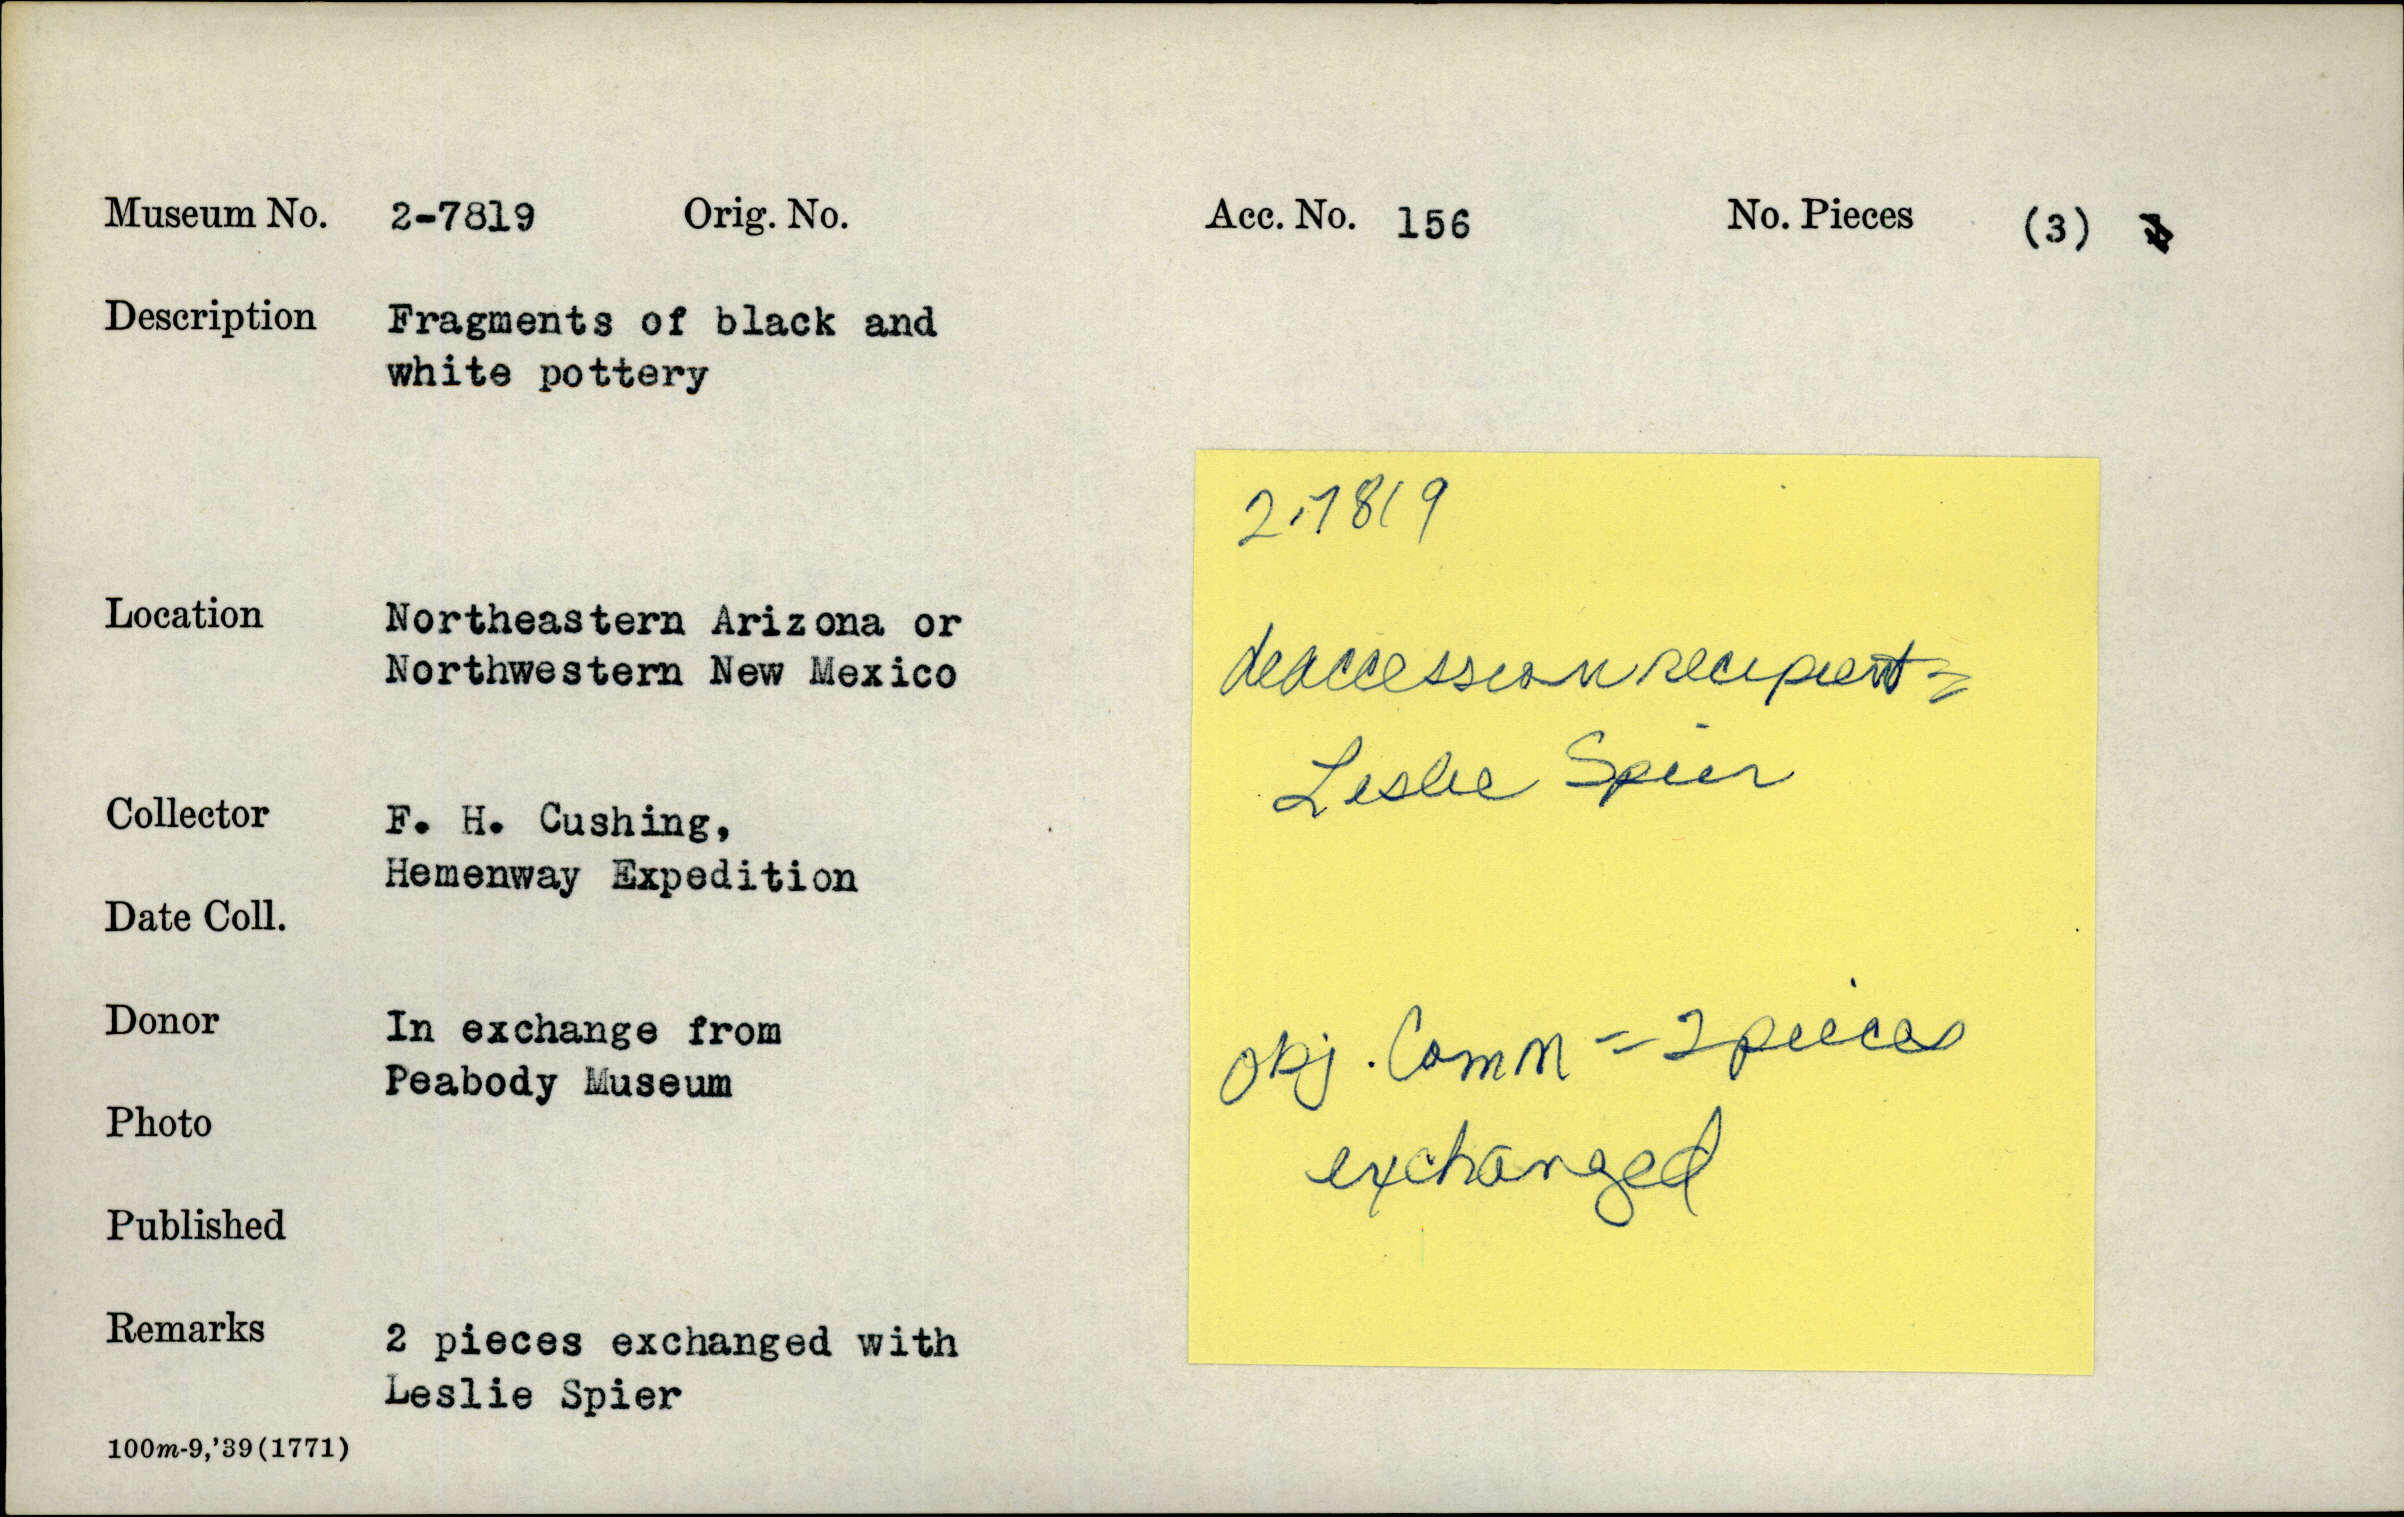 Museum No. 2-7819 Orig. No. Acc. No. 156 No. Pieces (3)
Description Fragments of black and
white pottery
Location Northeastern Arizona or
Northwestern New Mexico
Collector F. H. Cushing,
Hemenway Expedition
Date Coll.
Donor In exchange from
Peabody Museum
Photo
Published
Remarks 2 pieces exchanged with
Leslie Spier
100m-9,'39(1771)
2-7819
deaccession recipient =
Leslie Spier
obj. Comm = 2 pieces
exchanged